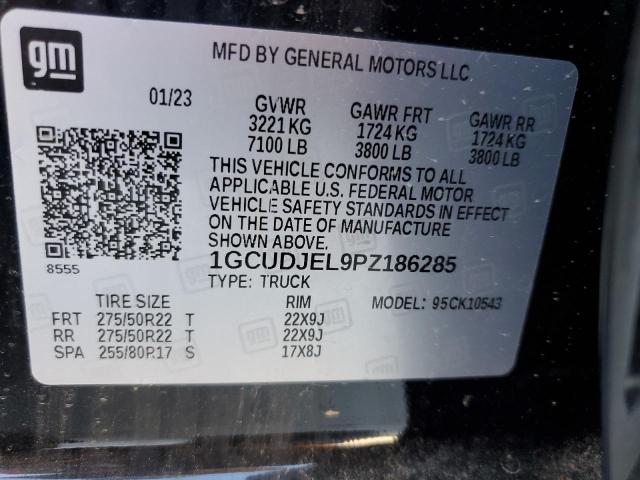 gm
MFD BY GENERAL MOTORS LLC
01/23
GVWR GAWR FRT GAWR RR
3221 KG 1724 KG 1724 KG
7100 LB 3800 LB 3800 LB
THIS VEHICLE CONFORMS TO ALL
APPLICABLE U.S. FEDERAL MOTOR
VEHICLE SAFETY STANDARDS IN EFFECT
ON THE DATE OF MANUFACTURE
SHOWN ABOVE.
8555
1GCUDJEL9PZ186285
TYPE: TRUCK
MODEL: 95CK10543
TIRE SIZE RIM
FRT 275/50R22 T 22X9J
RR 275/50R22 T 22X9J
SPA 255/80R17 S 17X8J